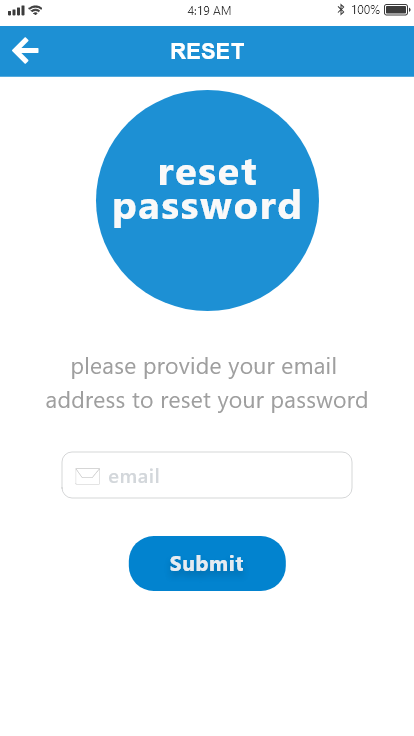 4:19 AM 100%
RESET
reset
password
please provide your email
address to reset your password
email
Submit